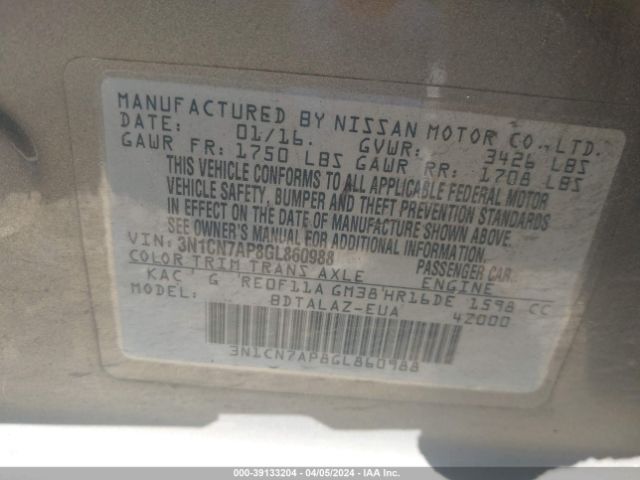 MANUFACTURED BY NISSAN MOTOR CO., LTD.
DATE: 01/16. GVWR: 3426 LBS
GAWR FR: 1750 LBS GAWR RR: 1708 LBS
THIS VEHICLE CONFORMS TO ALL APPLICABLE FEDERAL MOTOR
VEHICLE SAFETY, BUMPER AND THEFT PREVENTION STANDARDS
IN EFFECT ON THE DATE OF MANUFACTURE SHOWN ABOVE.
SEE OWNER'S MANUAL FOR ADDITIONAL INFORMATION.
VIN: 3N1CN7AP8GL860988 PASSENGER CAR
COLOR TRIM TRANS AXLE ENGINE
KAC G RE0F11A GM38 HR16DE 1598 CC
MODEL: BDTALAZ-EUA 42000
3N1CN7AP8GL860988
000-39133204 - 04/05/2024 - IAA, Inc.